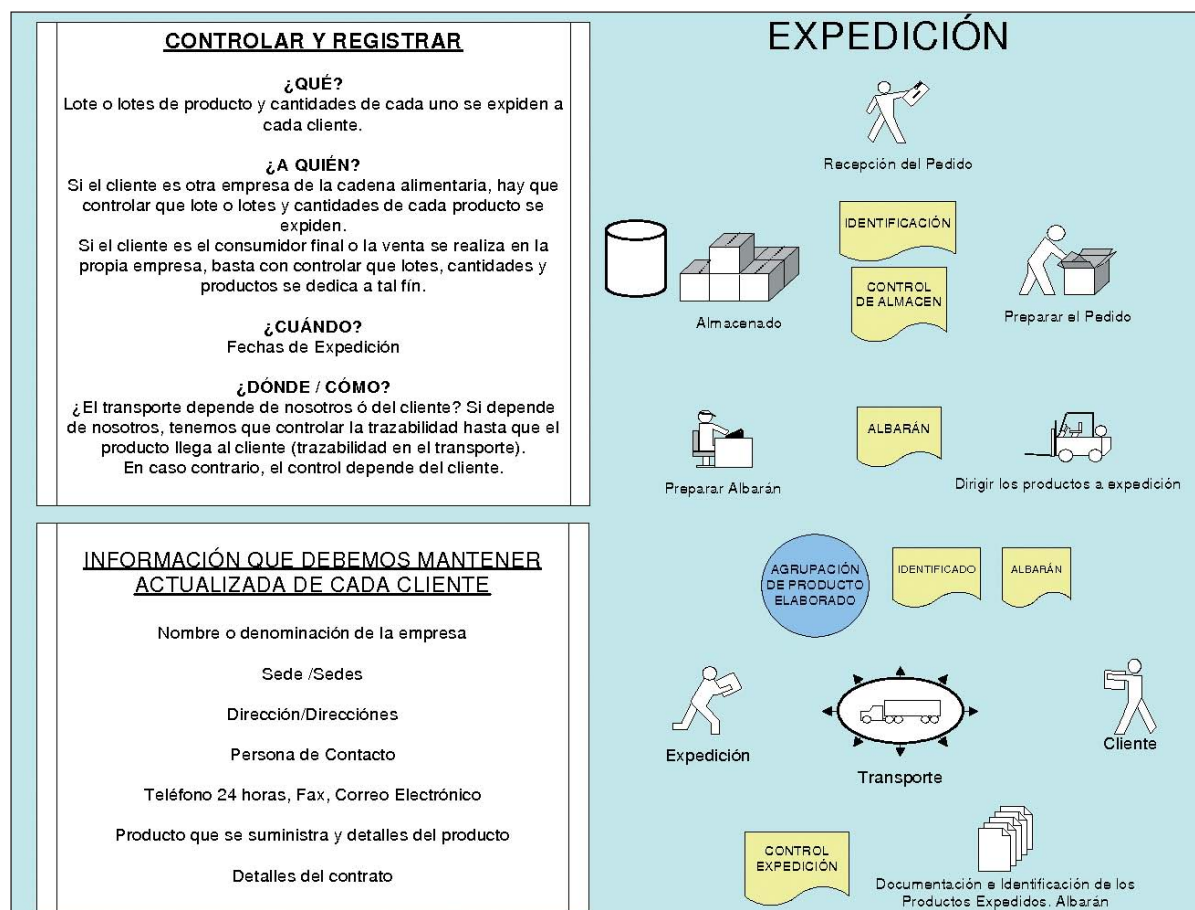 CONTROLAR Y REGISTRAR
¿QUÉ?
Lote o lotes de producto y cantidades de cada uno se expiden a
cada cliente.
¿A QUIÉN?
Si el cliente es otra empresa de la cadena alimentaria, hay que
controlar que lote o lotes y cantidades de cada producto se
expiden.
Si el cliente es el consumidor final o la venta se realiza en la
propia empresa, basta con controlar que lotes, cantidades y
productos se dedica a tal fín.
¿CUÁNDO?
Fechas de Expedición
¿DÓNDE / CÓMO?
¿El transporte depende de nosotros ó del cliente? Si depende
de nosotros, tenemos que controlar la trazabilidad hasta que el
producto llega al cliente (trazabilidad en el transporte).
En caso contrario, el control depende del cliente.
INFORMACIÓN QUE DEBEMOS MANTENER
ACTUALIZADA DE CADA CLIENTE
Nombre o denominación de la empresa
Sede /Sedes
Dirección/Direcciónes
Persona de Contacto
Teléfono 24 horas, Fax, Correo Electrónico
Producto que se suministra y detalles del producto
Detalles del contrato
EXPEDICIÓN
Recepción del Pedido
IDENTIFICACIÓN
CONTROL
DE ALMACEN
Almacenado
Preparar el Pedido
ALBARÁN
Preparar Albarán
Dirigir los productos a expedición
AGRUPACIÓN
DE PRODUCTO
ELABORADO
IDENTIFICADO
ALBARÁN
Expedición
Transporte
Cliente
CONTROL
EXPEDICIÓN
Documentación e Identificación de los
Productos Expedidos. Albarán